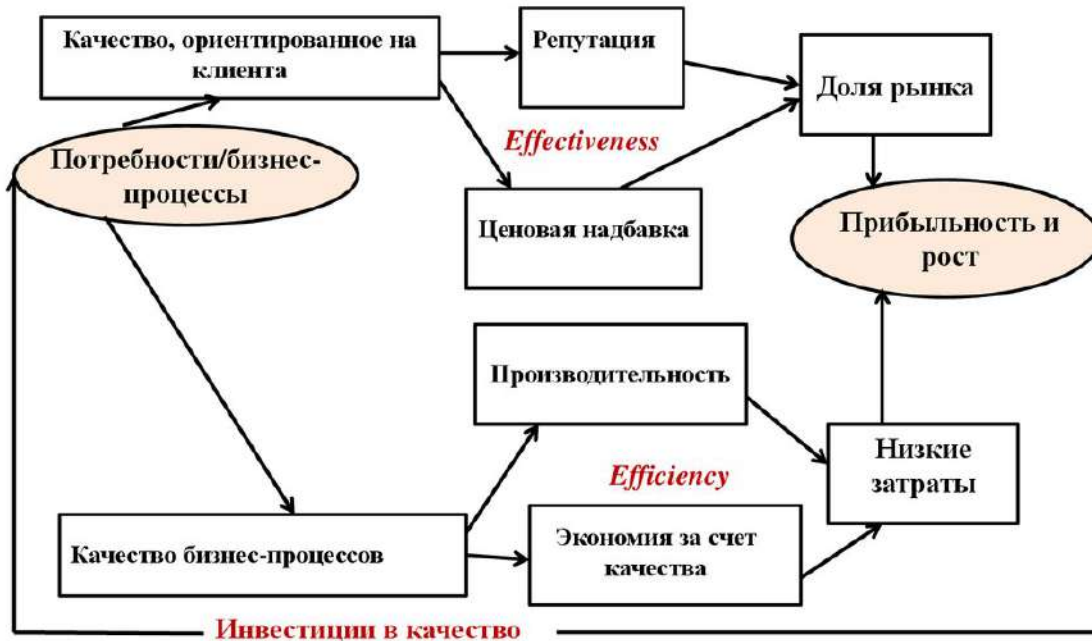 Качество, ориентированное на
клиента
Репутация
Доля рынка
Effectiveness
Потребности/бизнес-
процессы
Ценовая надбавка
Прибыльность и
рост
Производительность
Efficiency
Низкие
затраты
Качество бизнес-процессов
Экономия за счет
качества
Инвестиции в качество